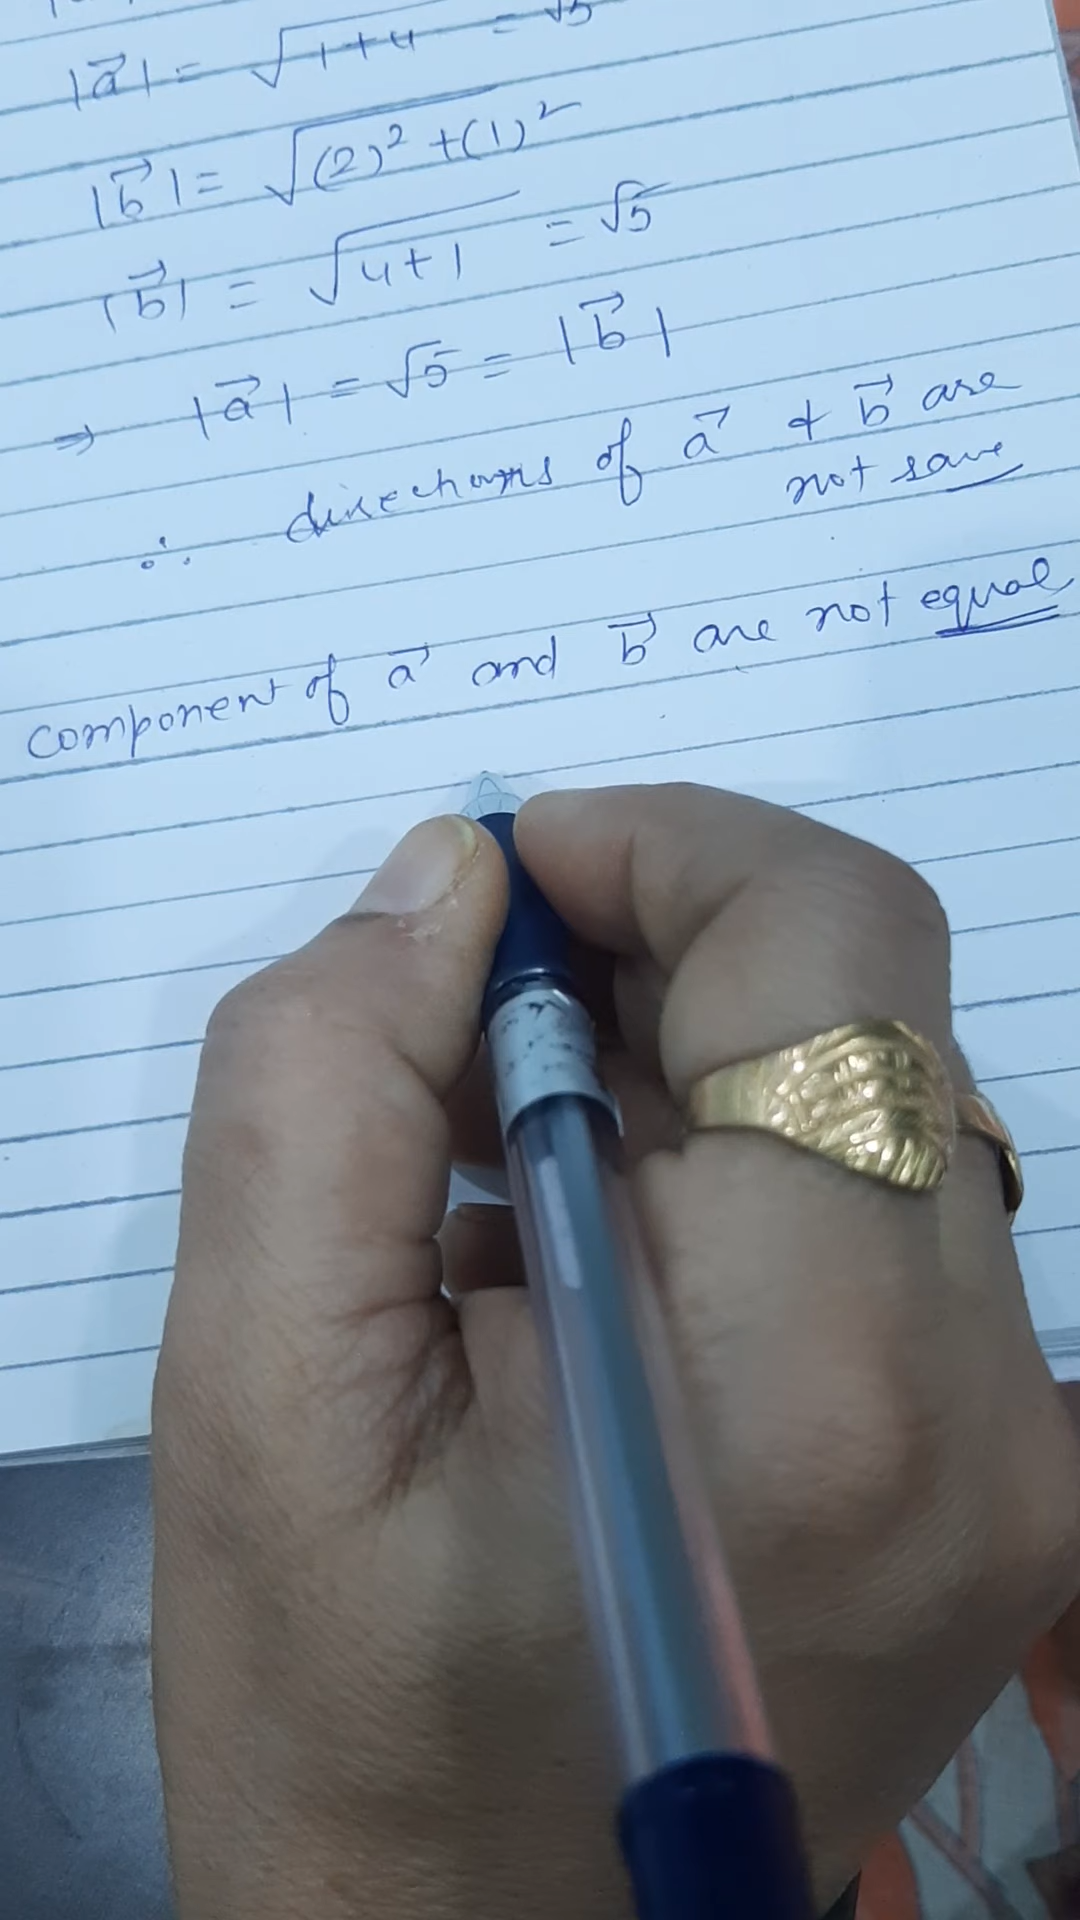 |a⃗| = √1+4 = √5
|b⃗| = √(2)² + (1)²
|b⃗| = √4+1 = √5
⇒ |a⃗| = √5 = |b⃗|
∴ directions of a⃗ & b⃗ are
not same
component of a⃗ and b⃗ are not equal